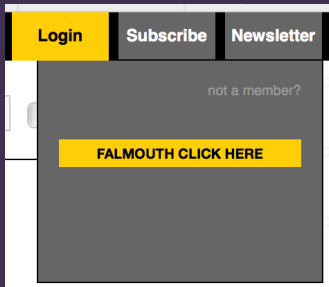 Login Subscribe Newsletter
not a member?
FALMOUTH CLICK HERE